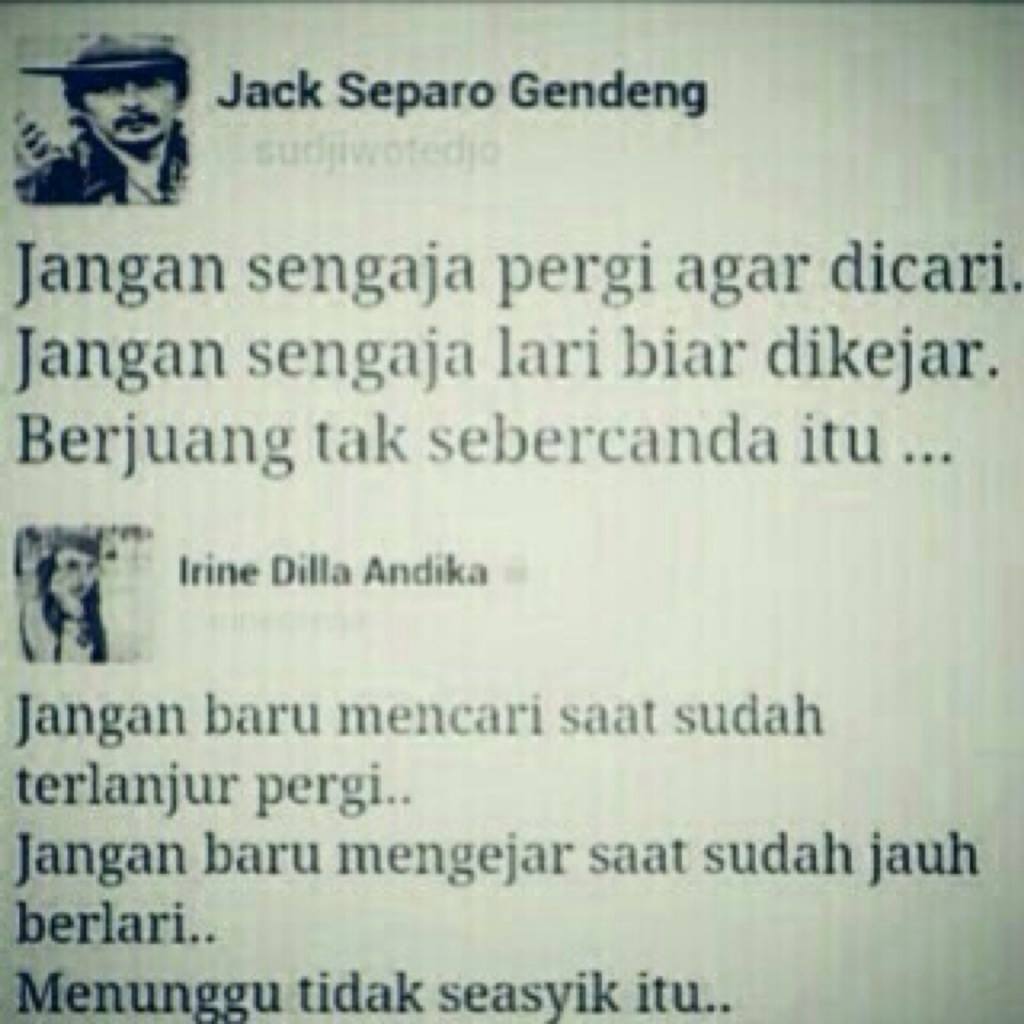 Jack Separo Gendeng
sudjiwotedjo
Jangan sengaja pergi agar dicari.
Jangan sengaja lari biar dikejar.
Berjuang tak sebercanda itu ...
Irine Dilla Andika
Jangan baru mencari saat sudah
terlanjur pergi..
Jangan baru mengejar saat sudah jauh
berlari..
Menunggu tidak seasyik itu..